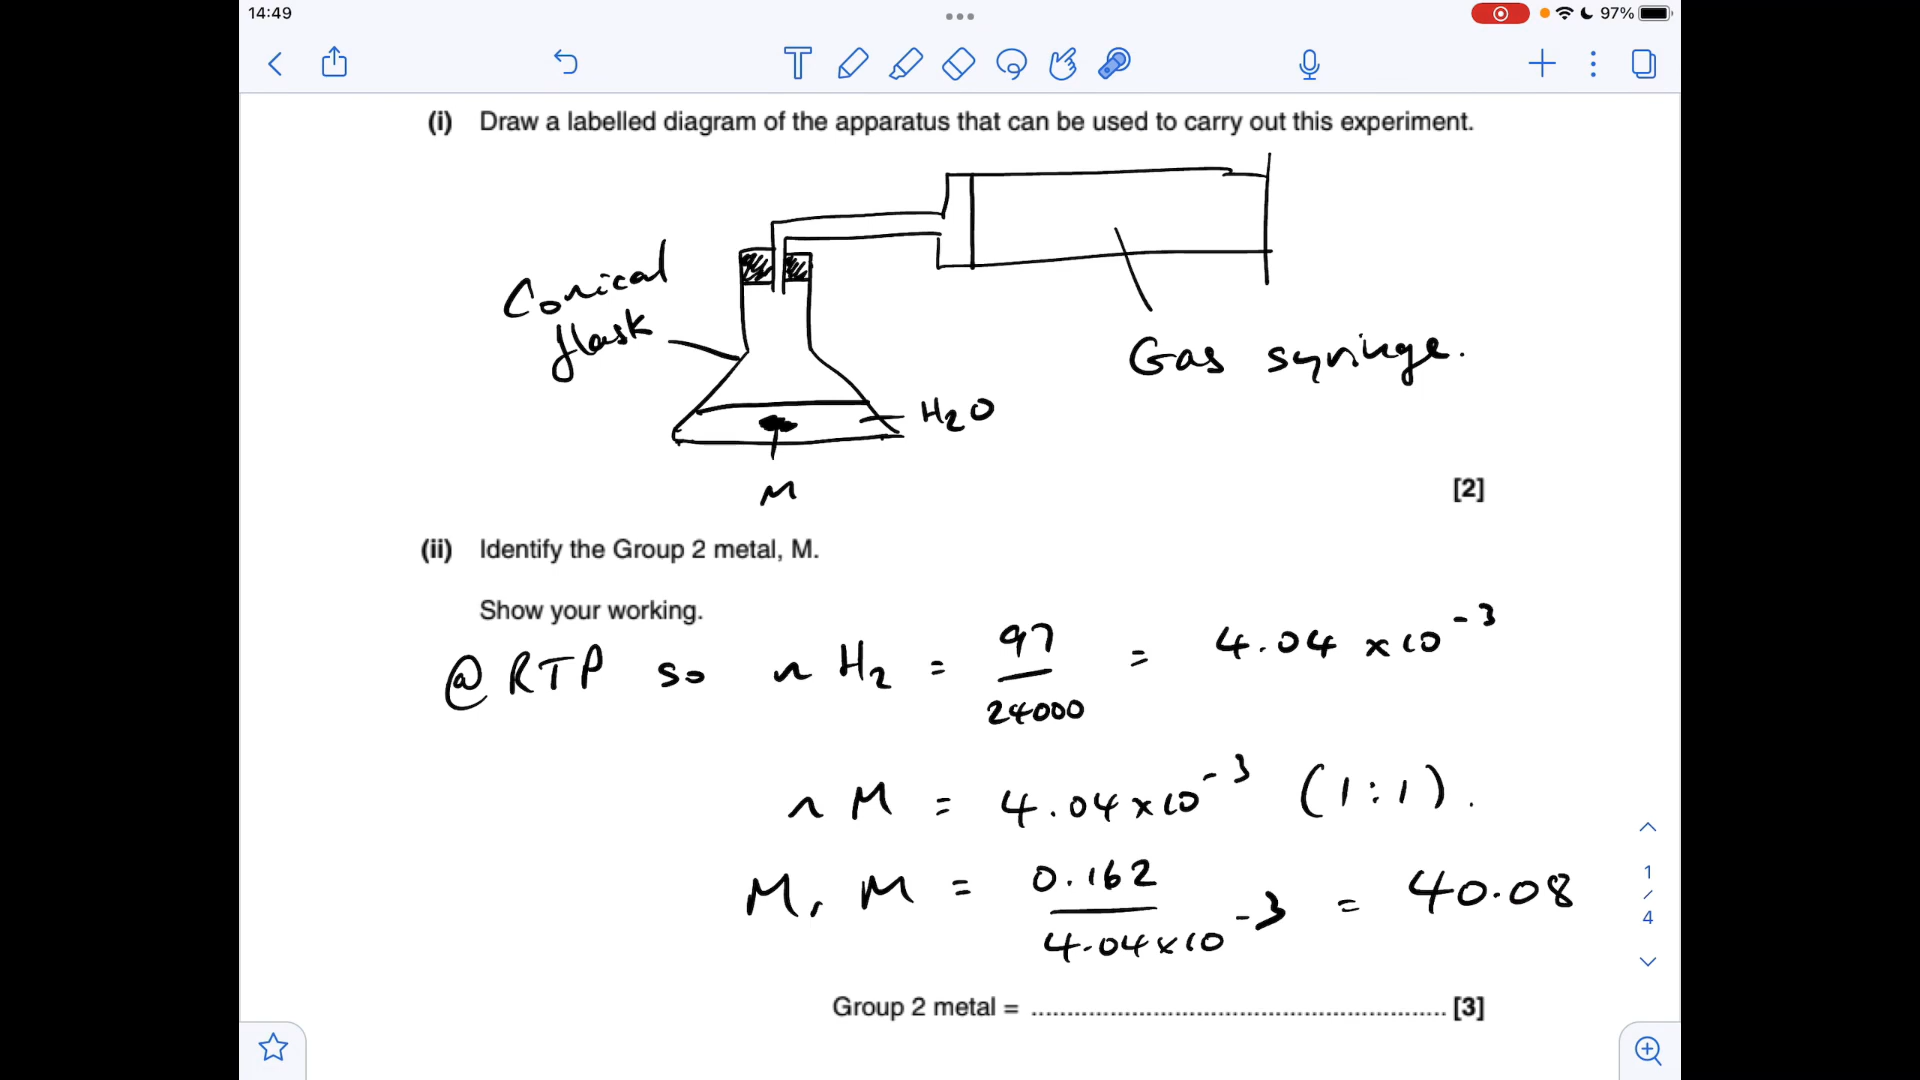 14:49
97%
(i) Draw a labelled diagram of the apparatus that can be used to carry out this experiment.
Conical
flask
Gas syringe.
H2O
M
[2]
(ii) Identify the Group 2 metal, M.
Show your working.
@ RTP so n H2 = 97/24000 = 4.04 x10^-3
n M = 4.04x10^-3 (1:1).
Mr M = 0.162/4.04x10^-3 = 40.08
1/4
Group 2 metal = ............................................................ [3]